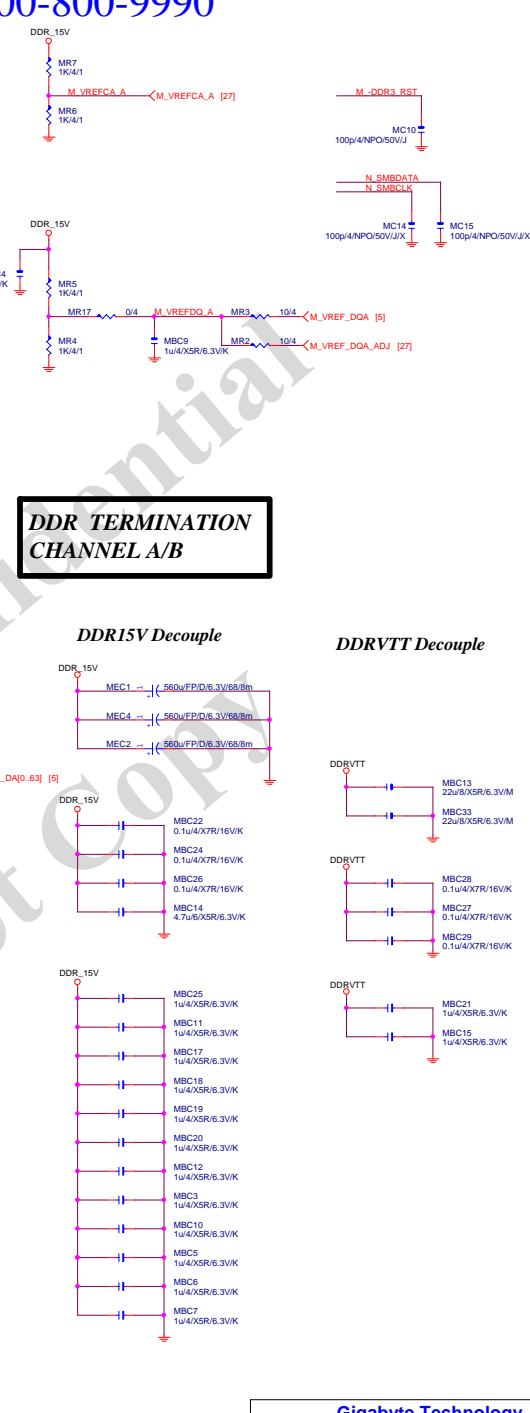 00-800-9990
DDR_15V
MR7
1K/4/1
M_VREFCA_A
M_VREFCA_A [27]
MR6
1K/4/1
M_-DDR3_RST
MC10
100p/4/NPO/50V/J
N_SMBDATA
N_SMBCLK
MC14
100p/4/NPO/50V/J/X
MC15
100p/4/NPO/50V/J/X
DDR_15V
MR5
1K/4/1
MR17
0/4
M_VREFDQ_A
MR3
10/4
M_VREF_DQA [5]
MR4
1K/4/1
MBC9
1u/4/X5R/6.3V/K
MR2
10/4
M_VREF_DQA_ADJ [27]
DDR TERMINATION
CHANNEL A/B
DDR15V Decouple
DDRVTT Decouple
DDR_15V
MEC1 1 + 560u/FP/D/6.3V/68/8m
MEC4 1 + 560u/FP/D/6.3V/68/8m
MEC2 1 + 560u/FP/D/6.3V/68/8m
_DA[0..63] [5]
DDR_15V
MBC22
0.1u/4/X7R/16V/K
MBC24
0.1u/4/X7R/16V/K
MBC26
0.1u/4/X7R/16V/K
MBC14
4.7u/6/X5R/6.3V/K
DDR_15V
MBC25
1u/4/X5R/6.3V/K
MBC11
1u/4/X5R/6.3V/K
MBC17
1u/4/X5R/6.3V/K
MBC18
1u/4/X5R/6.3V/K
MBC19
1u/4/X5R/6.3V/K
MBC20
1u/4/X5R/6.3V/K
MBC12
1u/4/X5R/6.3V/K
MBC3
1u/4/X5R/6.3V/K
MBC10
1u/4/X5R/6.3V/K
MBC5
1u/4/X5R/6.3V/K
MBC6
1u/4/X5R/6.3V/K
MBC7
1u/4/X5R/6.3V/K
DDRVTT
MBC13
22u/8/X5R/6.3V/M
MBC33
22u/8/X5R/6.3V/M
DDRVTT
MBC28
0.1u/4/X7R/16V/K
MBC27
0.1u/4/X7R/16V/K
MBC29
0.1u/4/X7R/16V/K
DDRVTT
MBC21
1u/4/X5R/6.3V/K
MBC15
1u/4/X5R/6.3V/K
Gigabyte Technology
Copy